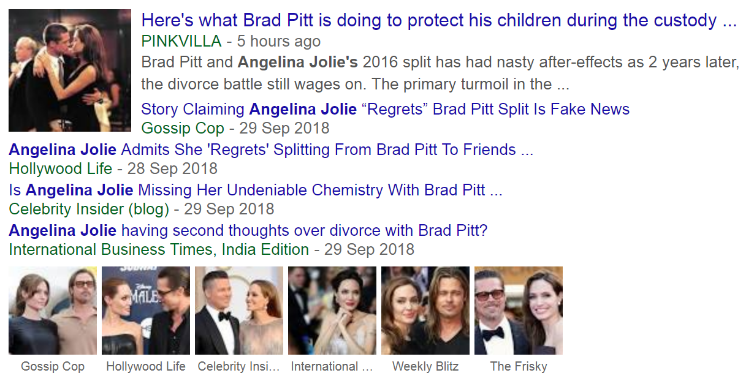 Here's what Brad Pitt is doing to protect his children during the custody ...
PINKVILLA - 5 hours ago
Brad Pitt and Angelina Jolie's 2016 split has had nasty after-effects as 2 years later,
the divorce battle still wages on. The primary turmoil in the ...
Story Claiming Angelina Jolie “Regrets” Brad Pitt Split Is Fake News
Gossip Cop - 29 Sep 2018
Angelina Jolie Admits She 'Regrets' Splitting From Brad Pitt To Friends ...
Hollywood Life - 28 Sep 2018
Is Angelina Jolie Missing Her Undeniable Chemistry With Brad Pitt ...
Celebrity Insider (blog) - 29 Sep 2018
Angelina Jolie having second thoughts over divorce with Brad Pitt?
International Business Times, India Edition - 29 Sep 2018
Gossip Cop Hollywood Life Celebrity Insi... International ... Weekly Blitz The Frisky